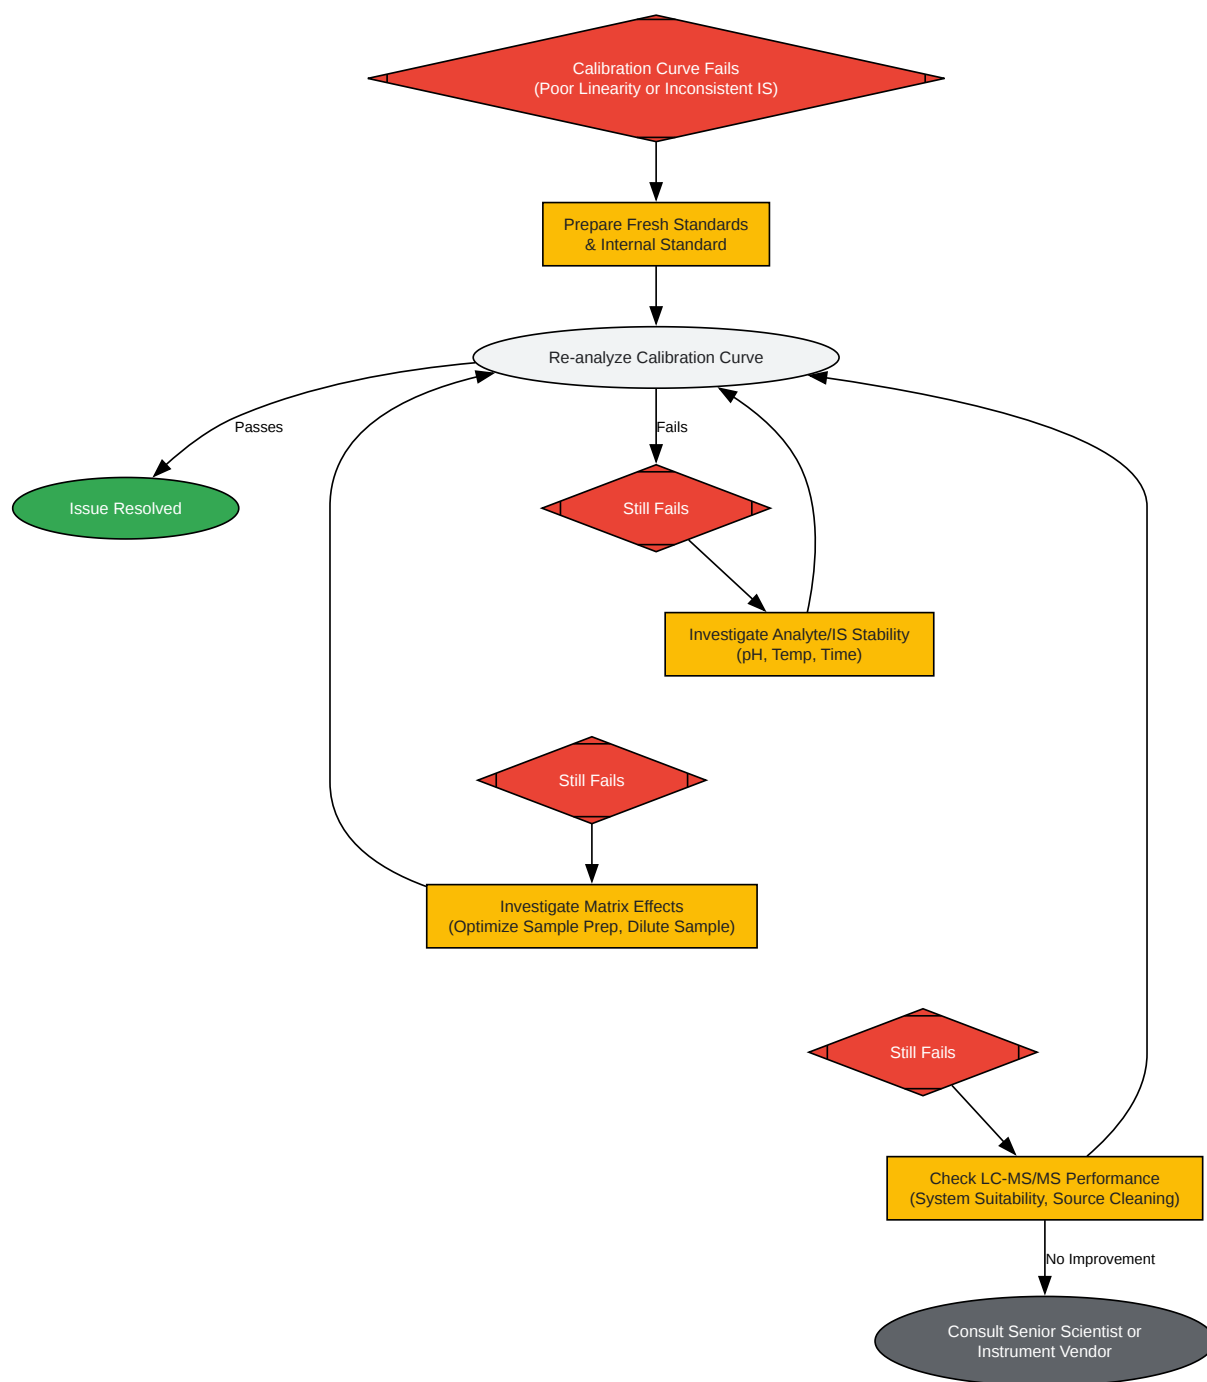 Calibration Curve Fails
(Poor Linearity or Inconsistent IS)
Prepare Fresh Standards
& Internal Standard
Re-analyze Calibration Curve
Passes
Fails
Issue Resolved
Still Fails
Investigate Analyte/IS Stability
(pH, Temp, Time)
Still Fails
Investigate Matrix Effects
(Optimize Sample Prep, Dilute Sample)
Still Fails
Check LC-MS/MS Performance
(System Suitability, Source Cleaning)
No Improvement
Consult Senior Scientist or
Instrument Vendor